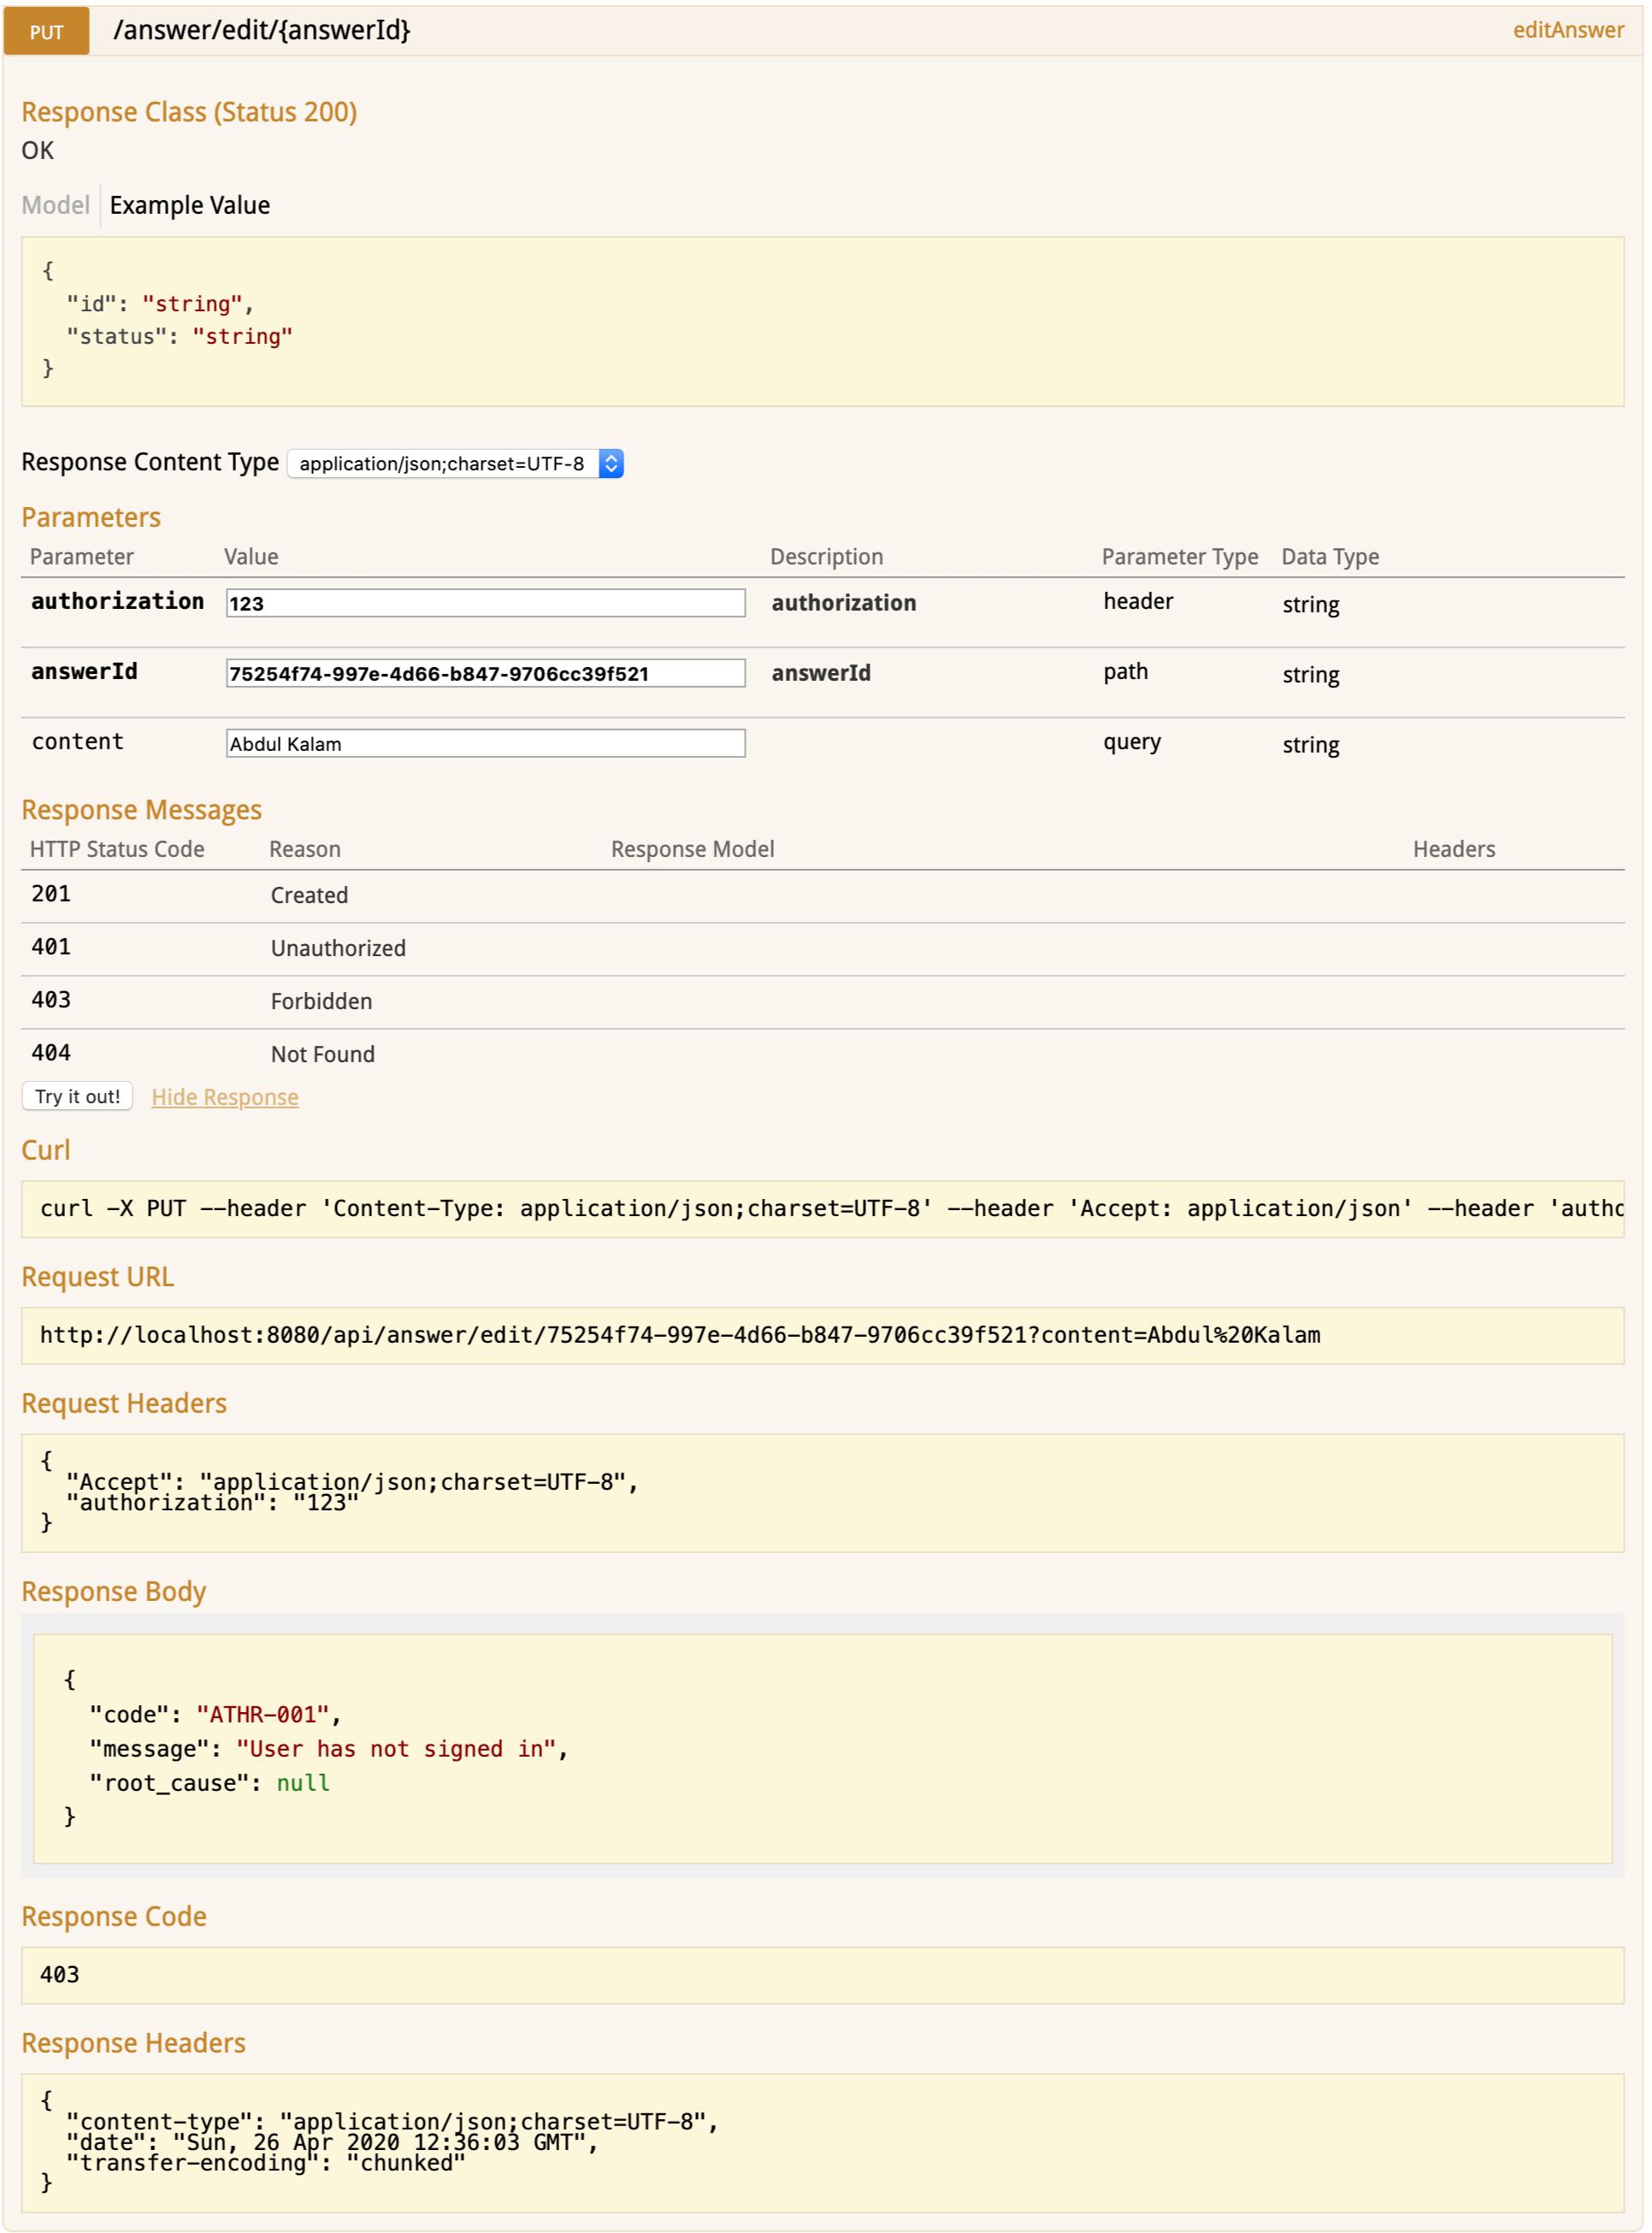 PUT /answer/edit/{answerId} editAnswer
Response Class (Status 200)
OK
Model Example Value
{
  "id": "string",
  "status": "string"
}
Response Content Type application/json;charset=UTF-8
Parameters
Parameter Value Description Parameter Type Data Type
authorization 123 authorization header string
answerId 75254f74-997e-4d66-b847-9706cc39f521 answerId path string
content Abdul Kalam query string
Response Messages
HTTP Status Code Reason Response Model Headers
201 Created
401 Unauthorized
403 Forbidden
404 Not Found
Try it out! Hide Response
Curl
curl -X PUT --header 'Content-Type: application/json;charset=UTF-8' --header 'Accept: application/json' --header 'autho
Request URL
http://localhost:8080/api/answer/edit/75254f74-997e-4d66-b847-9706cc39f521?content=Abdul%20Kalam
Request Headers
{
  "Accept": "application/json;charset=UTF-8",
  "authorization": "123"
}
Response Body
{
  "code": "ATHR-001",
  "message": "User has not signed in",
  "root_cause": null
}
Response Code
403
Response Headers
{
  "content-type": "application/json;charset=UTF-8",
  "date": "Sun, 26 Apr 2020 12:36:03 GMT",
  "transfer-encoding": "chunked"
}